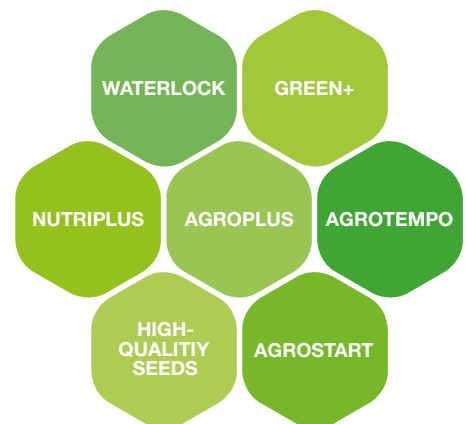 WATERLOCK
GREEN+
NUTRIPLUS
AGROPLUS
AGROTEMPO
HIGH-
QUALITIY
SEEDS
AGROSTART